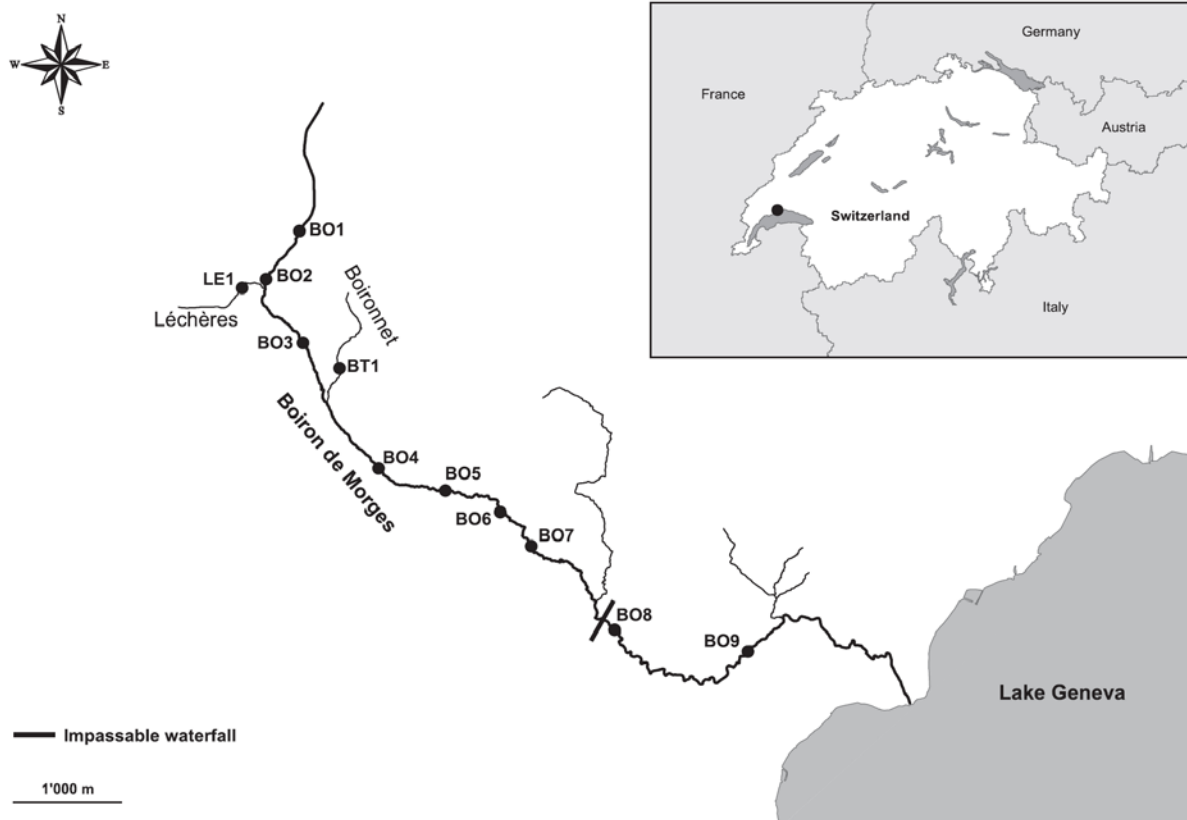 N
W
E
S
Germany
France
Austria
Switzerland
Italy
BO1
BO2
LE1
Léchères
Boironnet
BO3
BT1
Boiron de Morges
BO4
BO5
BO6
BO7
BO8
BO9
Lake Geneva
Impassable waterfall
1'000 m